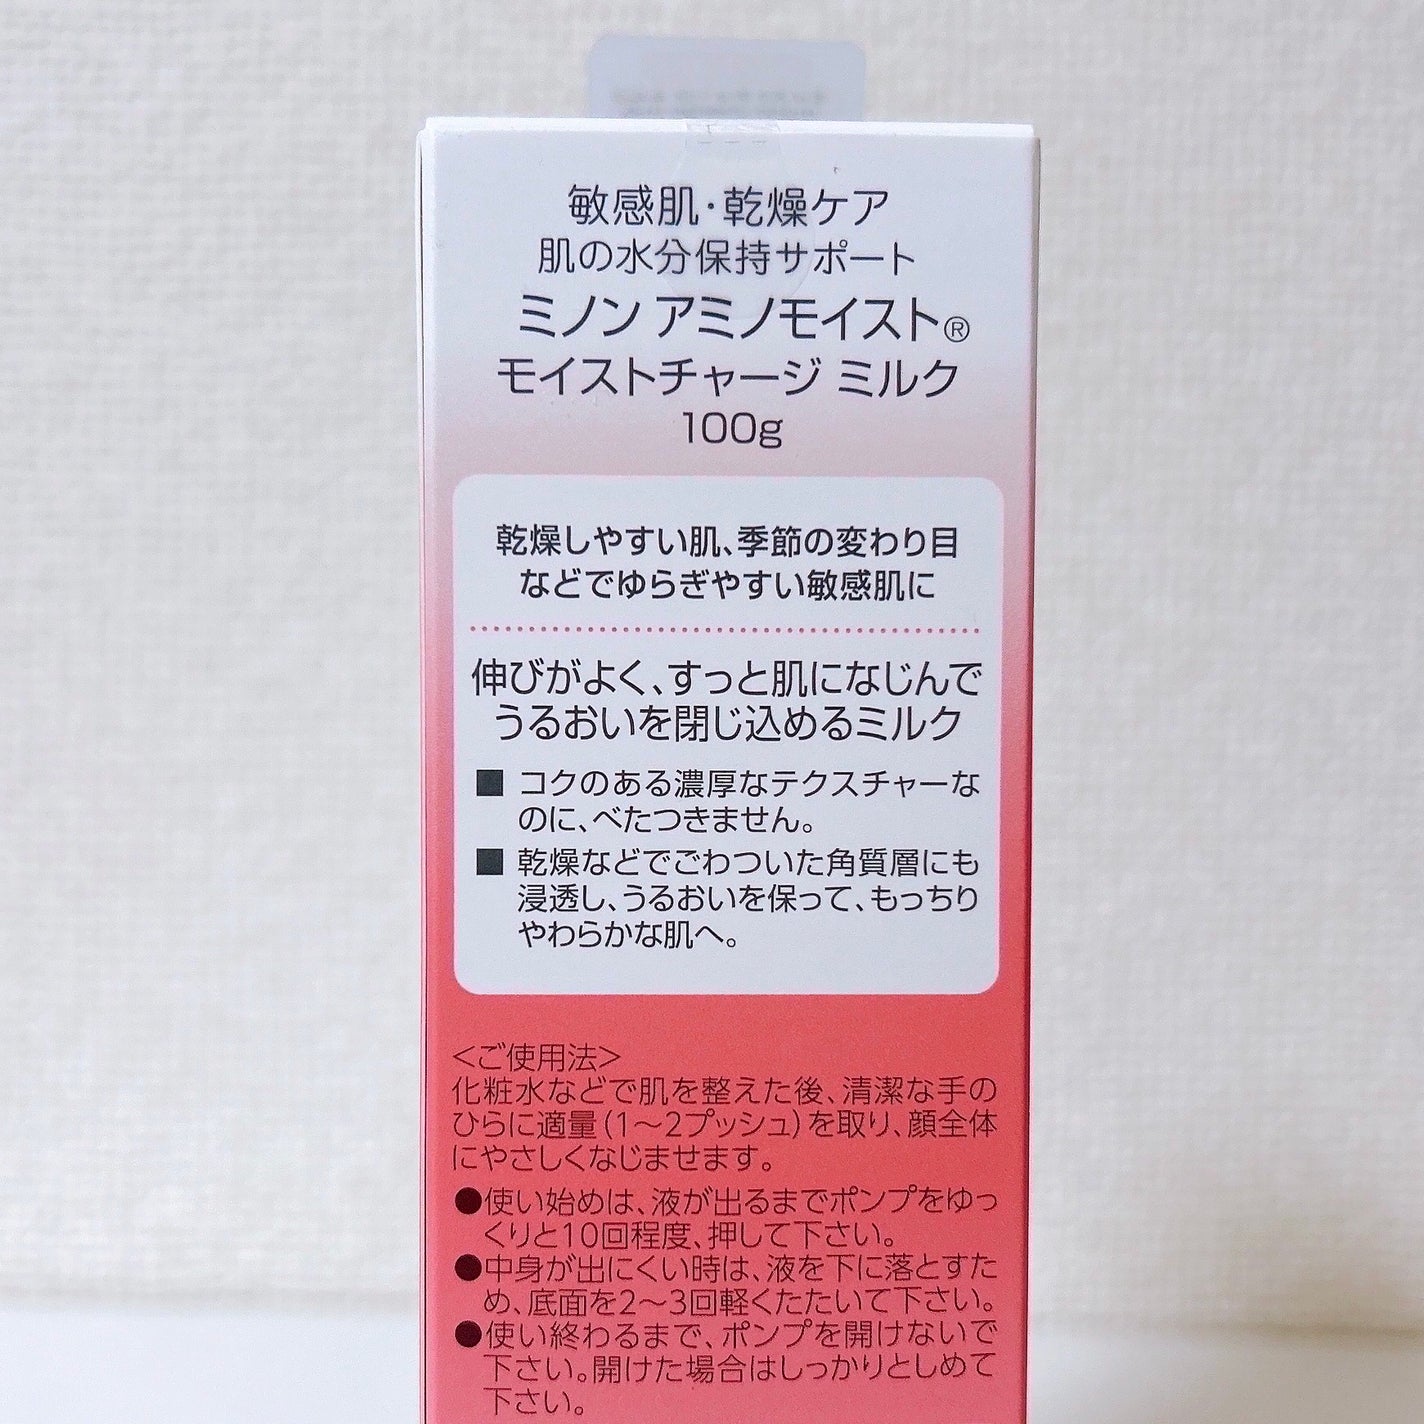 敏感肌・乾燥ケア
肌の水分保持サポート
ミノン アミノモイスト®
モイストチャージ ミルク
100g
乾燥しやすい肌、季節の変わり目
などでゆらぎやすい敏感肌に
伸びがよく、すっと肌になじんで
うるおいを閉じ込めるミルク
■ コクのある濃厚なテクスチャーな
のに、べたつきません。
■ 乾燥などでごわついた角質層にも
浸透し、うるおいを保って、もっちり
やわらかな肌へ。
＜ご使用法＞
化粧水などで肌を整えた後、清潔な手の
ひらに適量(1〜2プッシュ)を取り、顔全体
にやさしくなじませます。
●使い始めは、液が出るまでポンプをゆっ
くりと10回程度、押して下さい。
●中身が出にくい時は、液を下に落とすた
め、底面を2〜3回軽くたたいて下さい。
●使い終わるまで、ポンプを開けないで
下さい。開けた場合はしっかりとしめて
下さい。